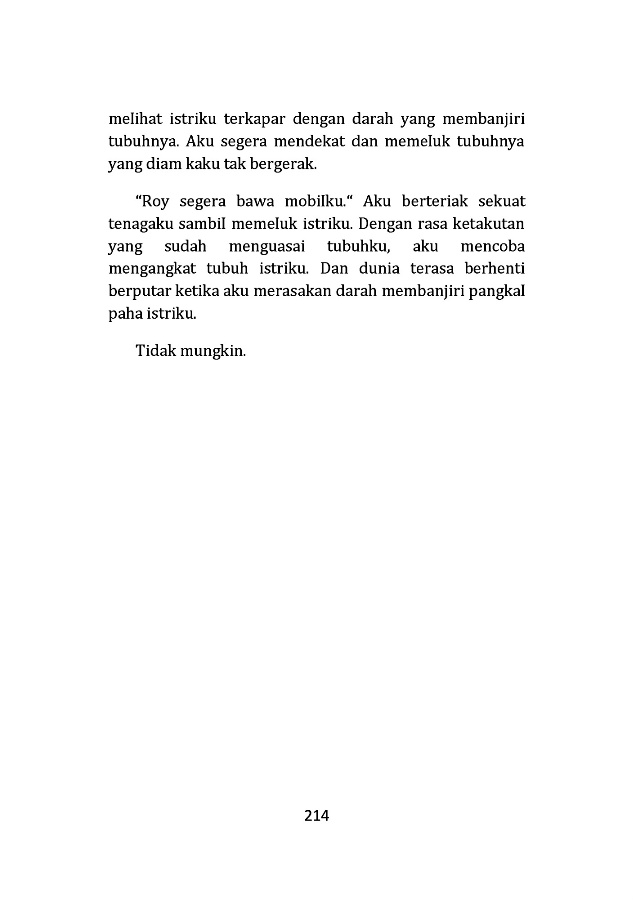 melihat istriku terkapar dengan darah yang membanjiri
tubuhnya. Aku segera mendekat dan memeluk tubuhnya
yang diam kaku tak bergerak.
“Roy segera bawa mobilku.“ Aku berteriak sekuat
tenagaku sambil memeluk istriku. Dengan rasa ketakutan
yang sudah menguasai tubuhku, aku mencoba
mengangkat tubuh istriku. Dan dunia terasa berhenti
berputar ketika aku merasakan darah membanjiri pangkal
paha istriku.
Tidak mungkin.
214